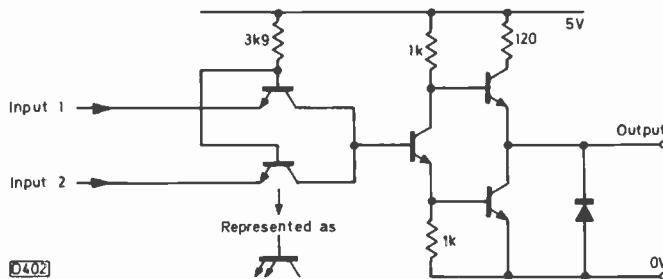 5V
3k9
1k
120
Input 1
Output
Input 2
Represented as
1k
0V
D402